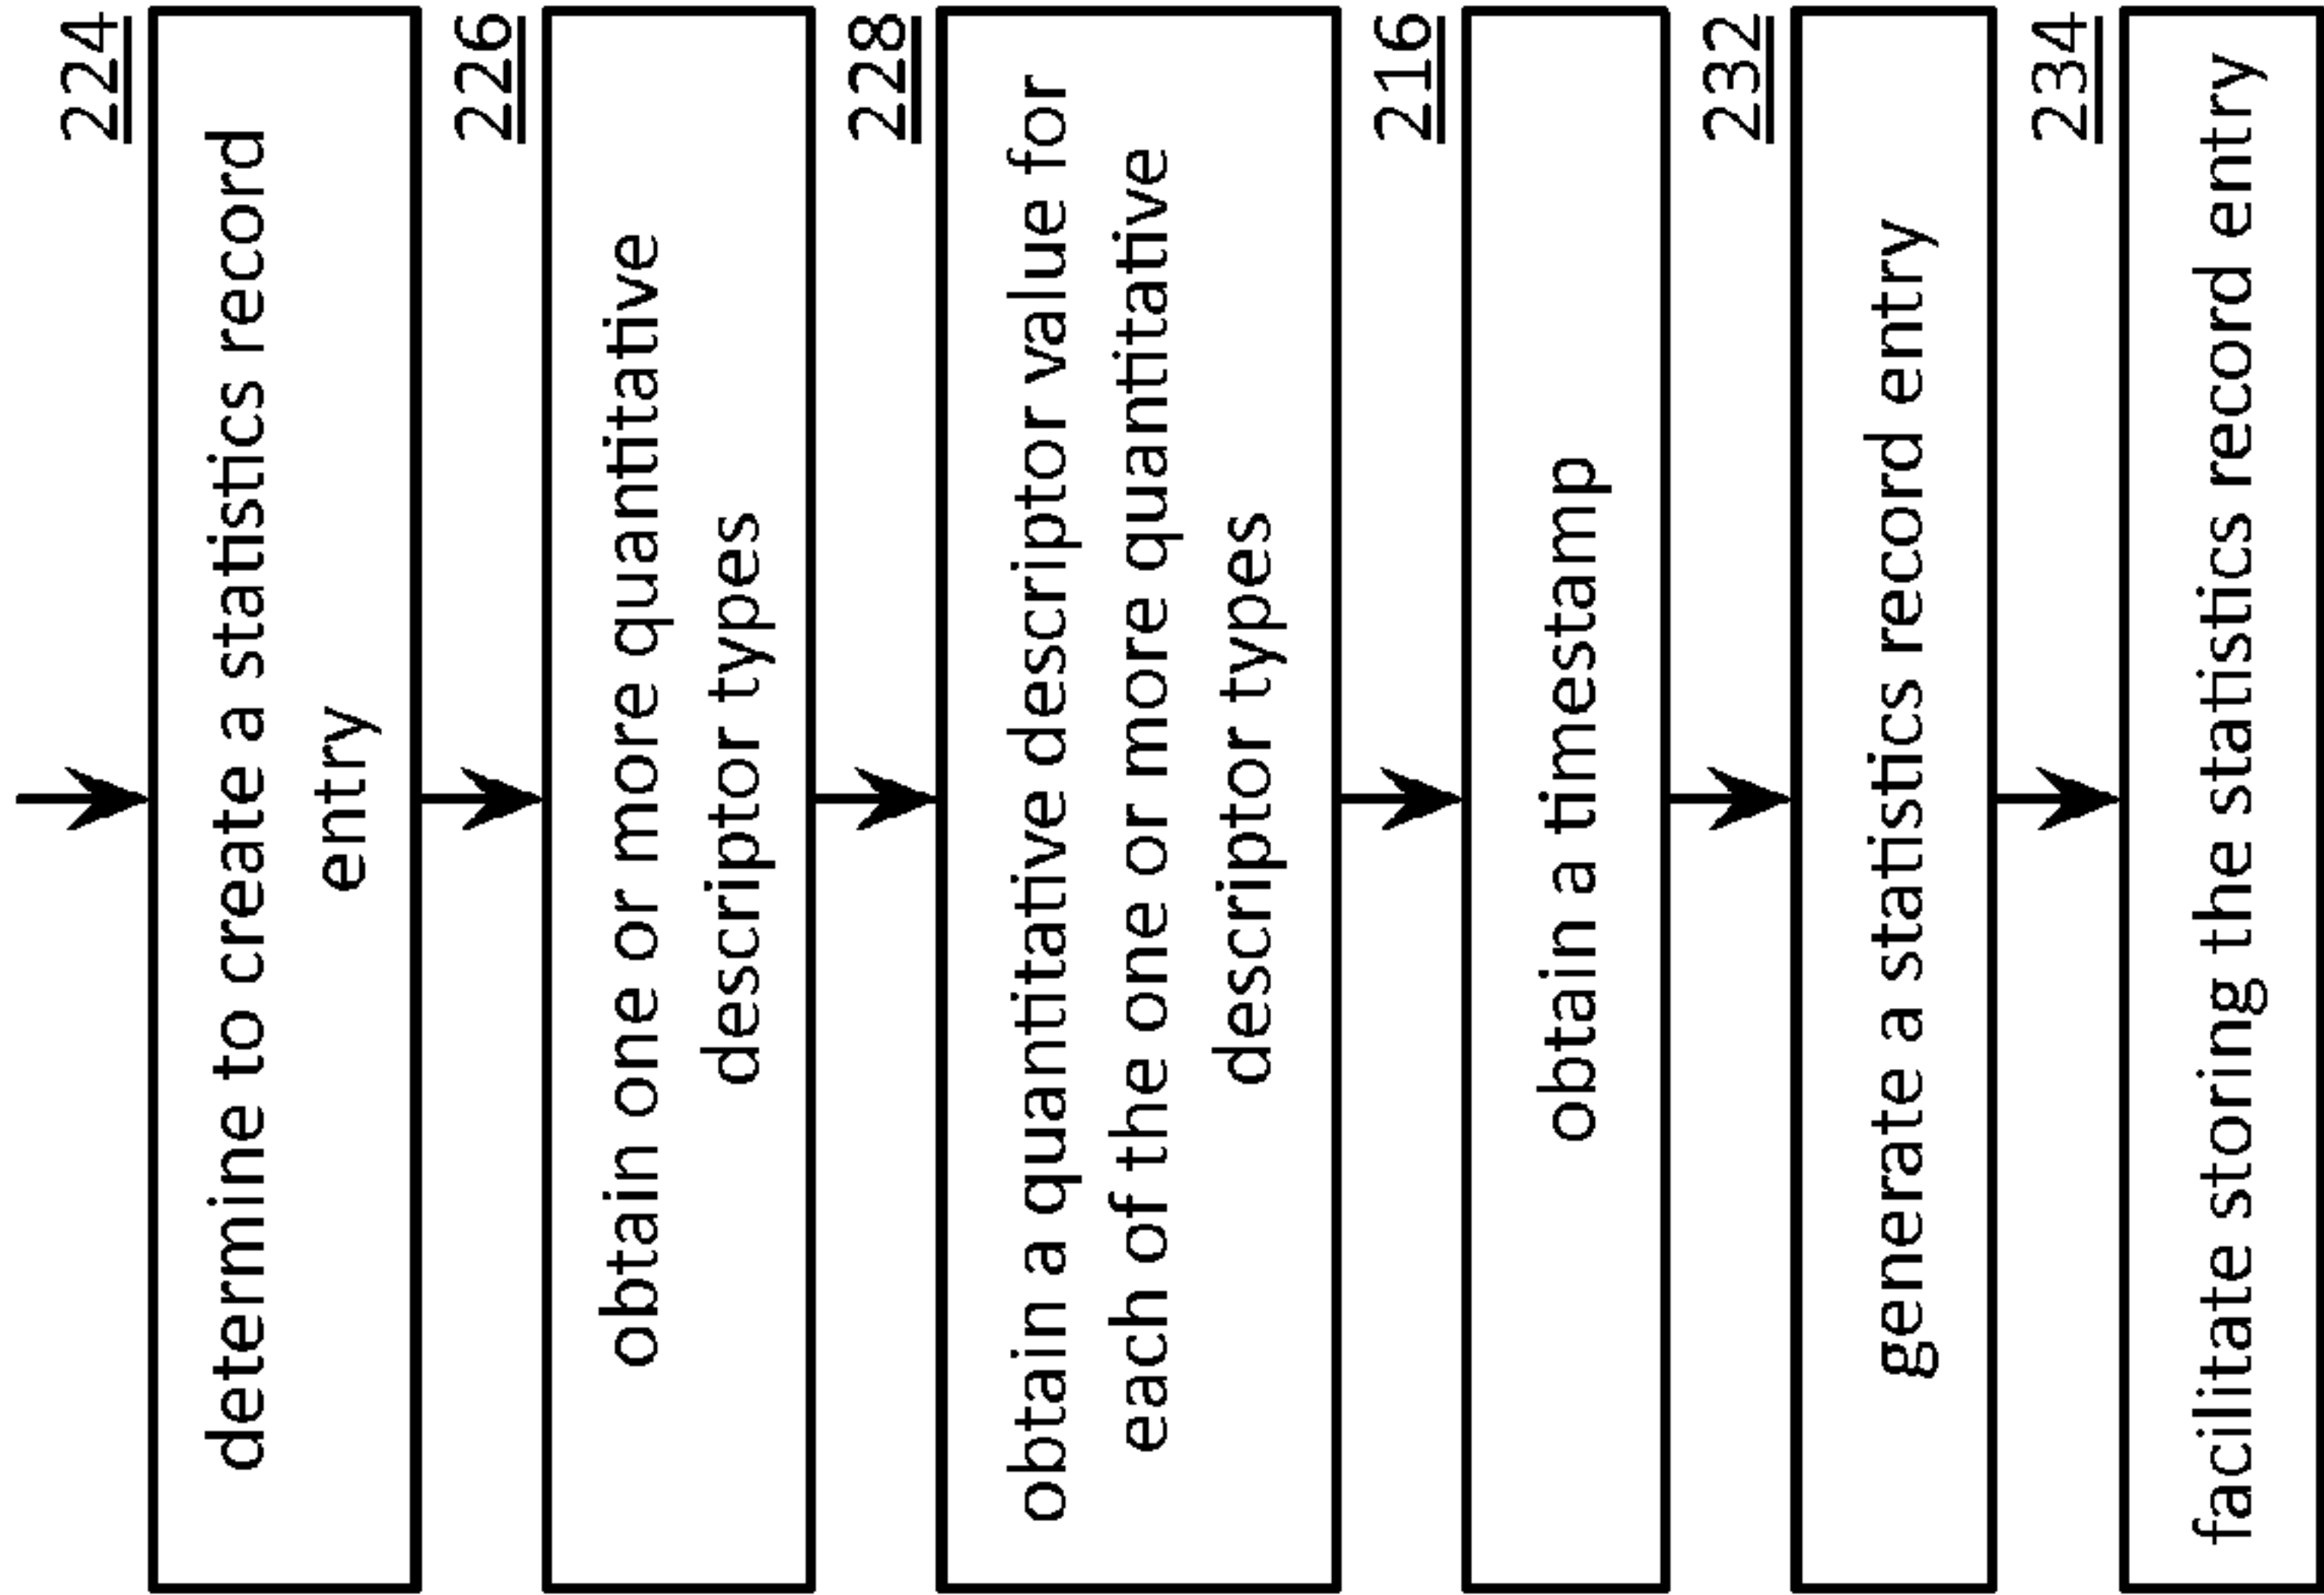 224
determine to create a statistics record
entry
226
obtain one or more quantitative
descriptor types
228
obtain a quantitative descriptor value for
each of the one or more quantitative
descriptor types
216
obtain a timestamp
232
generate a statistics record entry
234
facilitate storing the statistics record entry